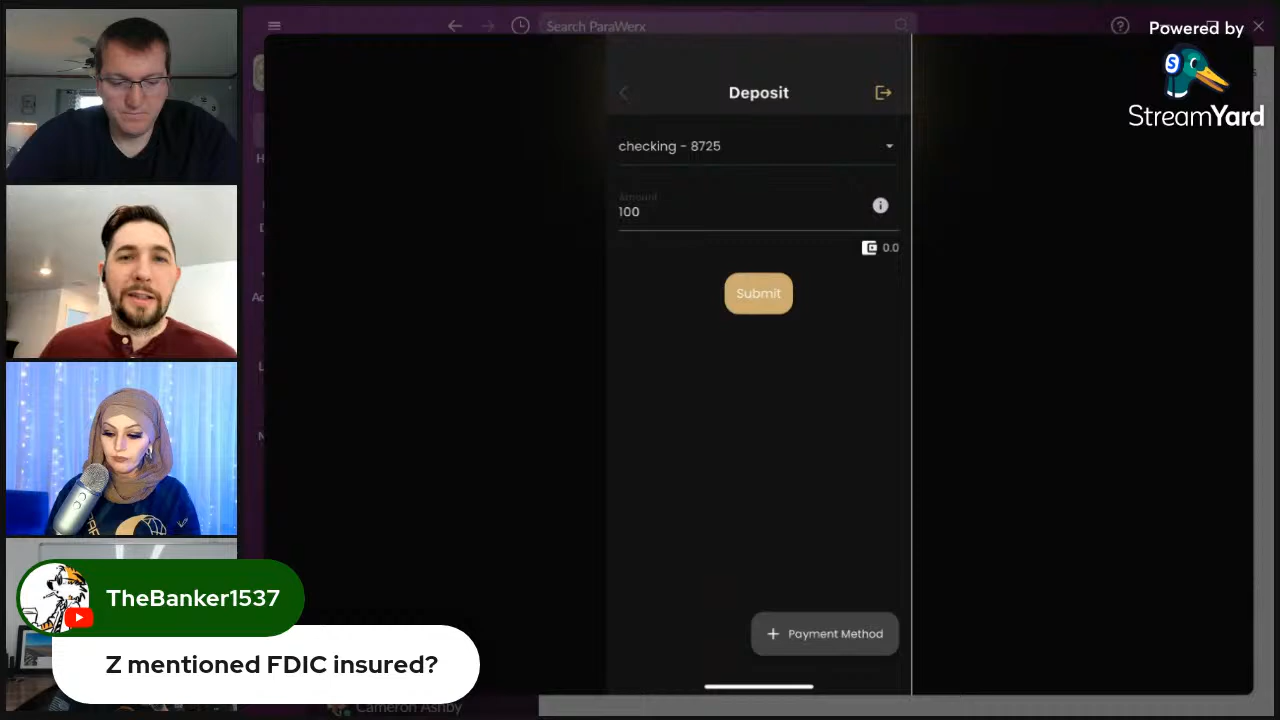 Search ParaWerx
Powered by
StreamYard
Deposit
checking - 8725
Amount
100
0.0
Submit
+ Payment Method
TheBanker1537
Z mentioned FDIC insured?
Cameron Ashby